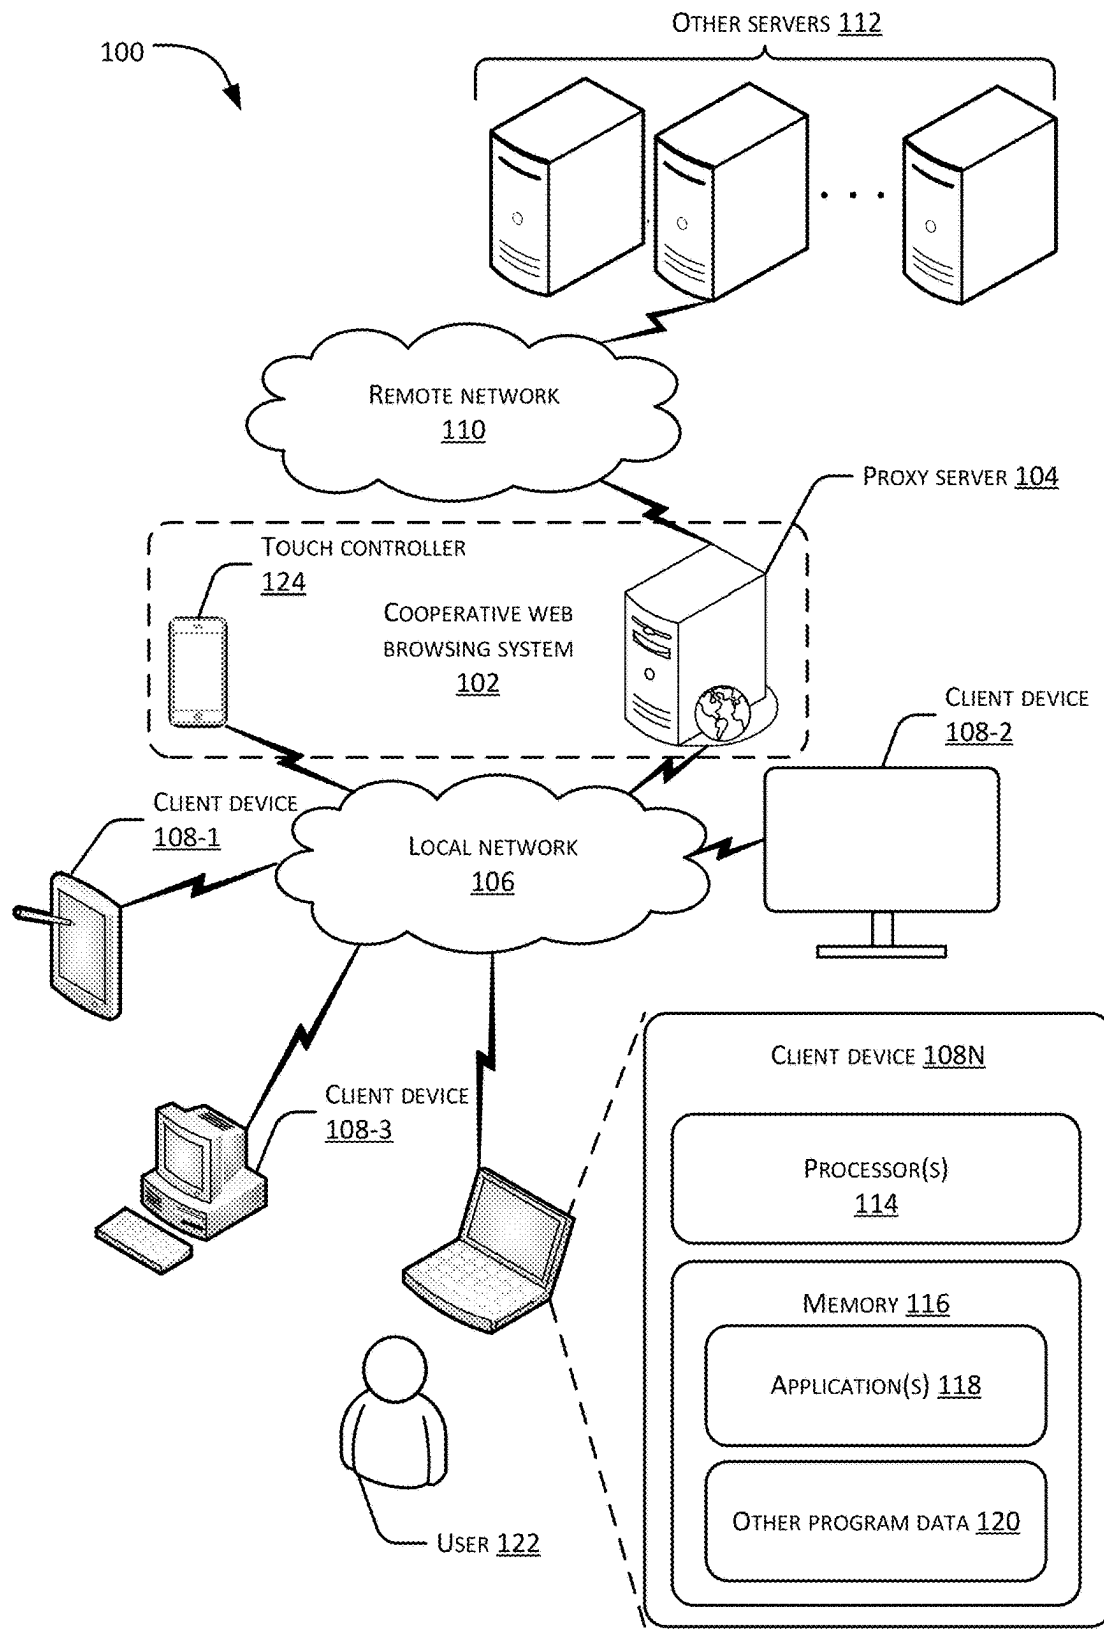 OTHER SERVERS 112
100
REMOTE NETWORK
110
PROXY SERVER 104
TOUCH CONTROLLER
124
COOPERATIVE WEB
BROWSING SYSTEM
102
CLIENT DEVICE
108-2
CLIENT DEVICE
108-1
LOCAL NETWORK
106
CLIENT DEVICE 108N
CLIENT DEVICE
108-3
PROCESSOR(S)
114
MEMORY 116
APPLICATION(S) 118
OTHER PROGRAM DATA 120
USER 122